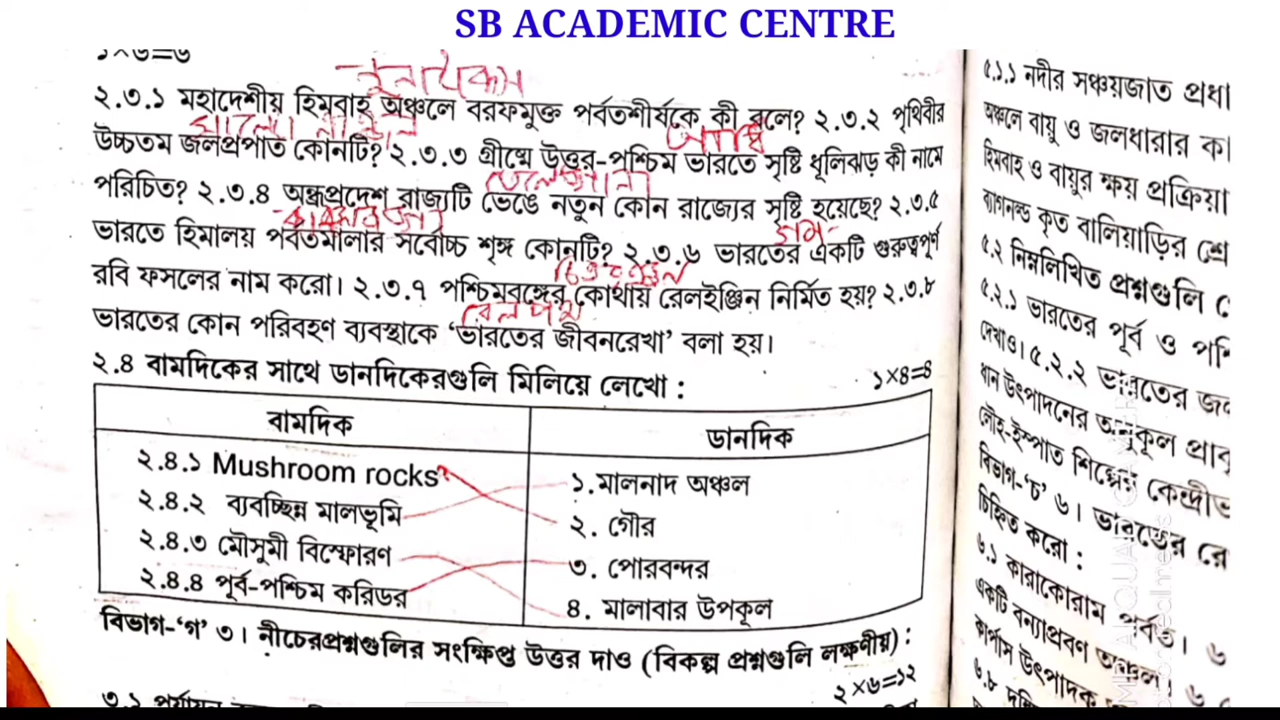 SB ACADEMIC CENTRE
১×৬=৬
নুনাটাকস
২.৩.১ মহাদেশীয় হিমবাহ অঞ্চলে বরফমুক্ত পর্বতশীর্ষকে কী বলে? ২.৩.২ পৃথিবীর
উচ্চতম জলপ্রপাত কোনটি? ২.৩.৩ গ্রীষ্মে উত্তর-পশ্চিম ভারতে সৃষ্টি ধূলিঝড় কী নামে
পরিচিত? ২.৩.৪ অন্ধ্রপ্রদেশ রাজ্যটি ভেঙে নতুন কোন রাজ্যের সৃষ্টি হয়েছে? ২.৩.৫
ভারতে হিমালয় পর্বতমালার সর্বোচ্চ শৃঙ্গ কোনটি? ২.৩.৬ ভারতের একটি গুরুত্বপূর্ণ
রবি ফসলের নাম করো। ২.৩.৭ পশ্চিমবঙ্গের কোথায় রেলইঞ্জিন নির্মিত হয়? ২.৩.৮
রেলপথ
ভারতের কোন পরিবহণ ব্যবস্থাকে ‘ভারতের জীবনরেখা’ বলা হয়।
২.৪ বামদিকের সাথে ডানদিকেরগুলি মিলিয়ে লেখো : ১×৪=৪
বামদিক ডানদিক
২.৪.১ Mushroom rocks ১.মালনাদ অঞ্চল
২.৪.২ ব্যবচ্ছিন্ন মালভূমি ২. গৌর
২.৪.৩ মৌসুমী বিস্ফোরণ ৩. পোরবন্দর
২.৪.৪ পূর্ব-পশ্চিম করিডর ৪. মালাবার উপকূল
বিভাগ-‘গ’ ৩। নীচেরপ্রশ্নগুলির সংক্ষিপ্ত উত্তর দাও (বিকল্প প্রশ্নগুলি লক্ষণীয়) :
২×৬=১২
৫.১.১ নদীর সঞ্চয়জাত
অঞ্চলে বায়ু ও জলধারার
হিমবাহ ও বায়ুর ক্ষয় প্রক্রিয়া
ব্যাগনল্ড কৃত বালিয়াড়ির
৫.২ নিম্নলিখিত প্রশ্নগুলি
৫.২.১ ভারতের পূর্ব ও
দেখাও। ৫.২.২ ভারতের
ধান উৎপাদনের অনুকূল
লৌহ-ইস্পাত শিল্পের
বিভাগ-‘চ’ ৬। ভারতের
চিহ্নিত করো :
৬.১ কারাকোরাম পর্বত।
একটি বন্যাপ্রবণ অঞ্চল।
কার্পাস উৎপাদক
৬.৮